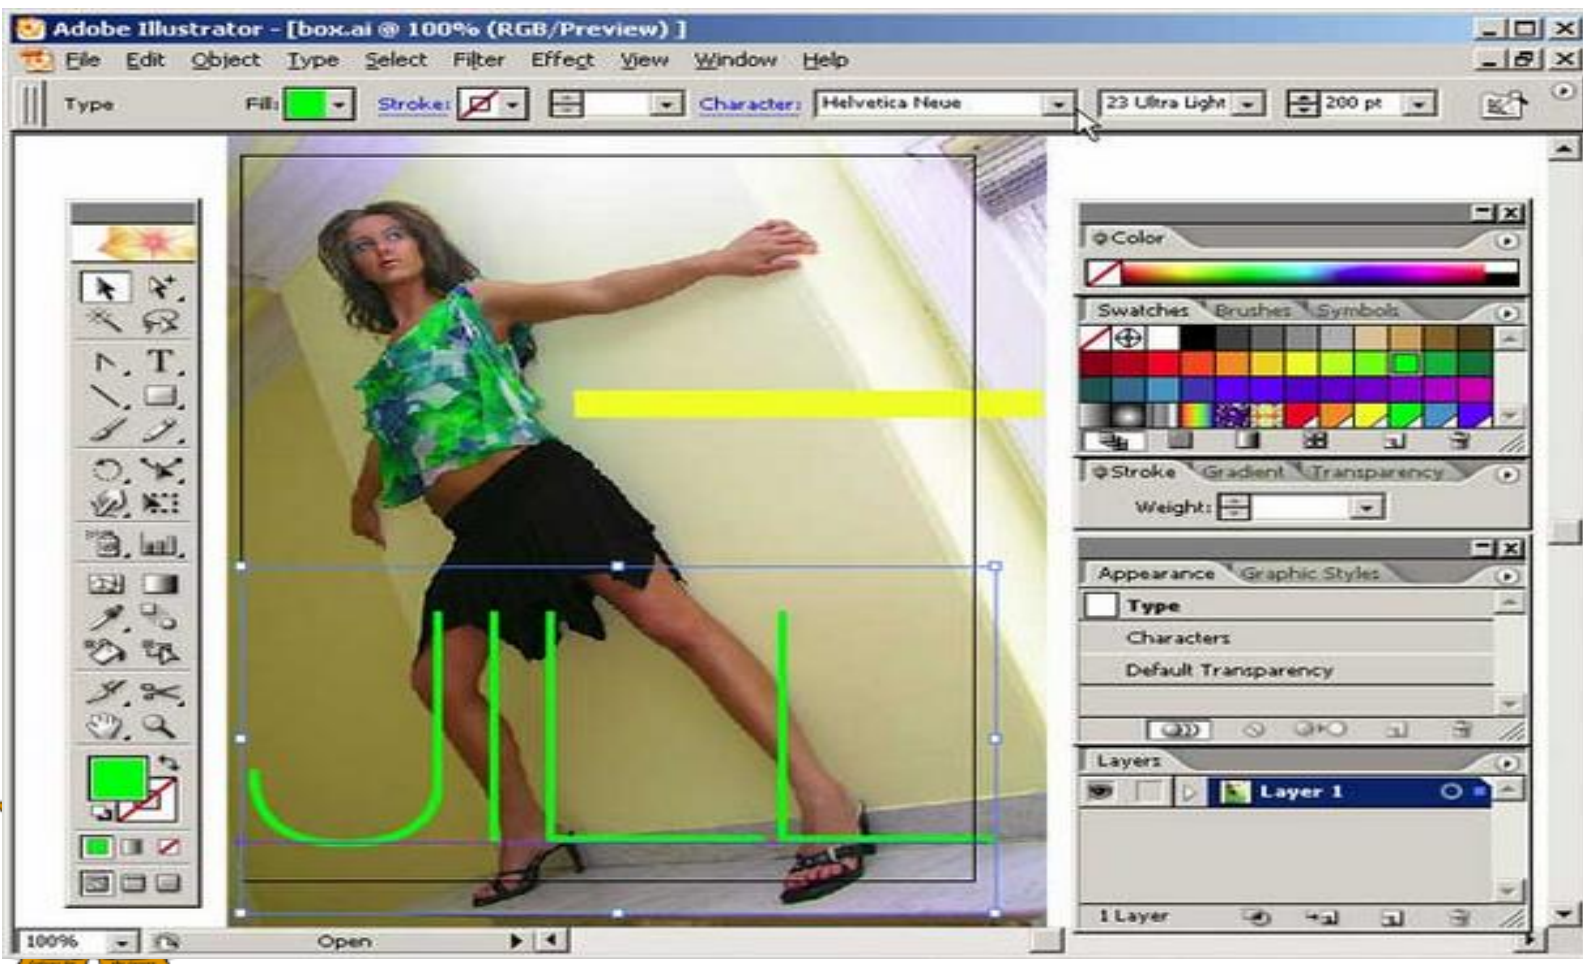 Adobe Illustrator - [box.ai @ 100% (RGB/Preview) ]
File Edit Object Type Select Filter Effect View Window Help
Type Fill: Stroke: Character: Helvetica Neue 23 Ultra Light 200 pt
Color
Swatches Brushes Symbols
Stroke Gradient Transparency
Weight:
Appearance Graphic Styles
Type
Characters
Default Transparency
JILL
Layers
Layer 1
1 Layer
100% Open